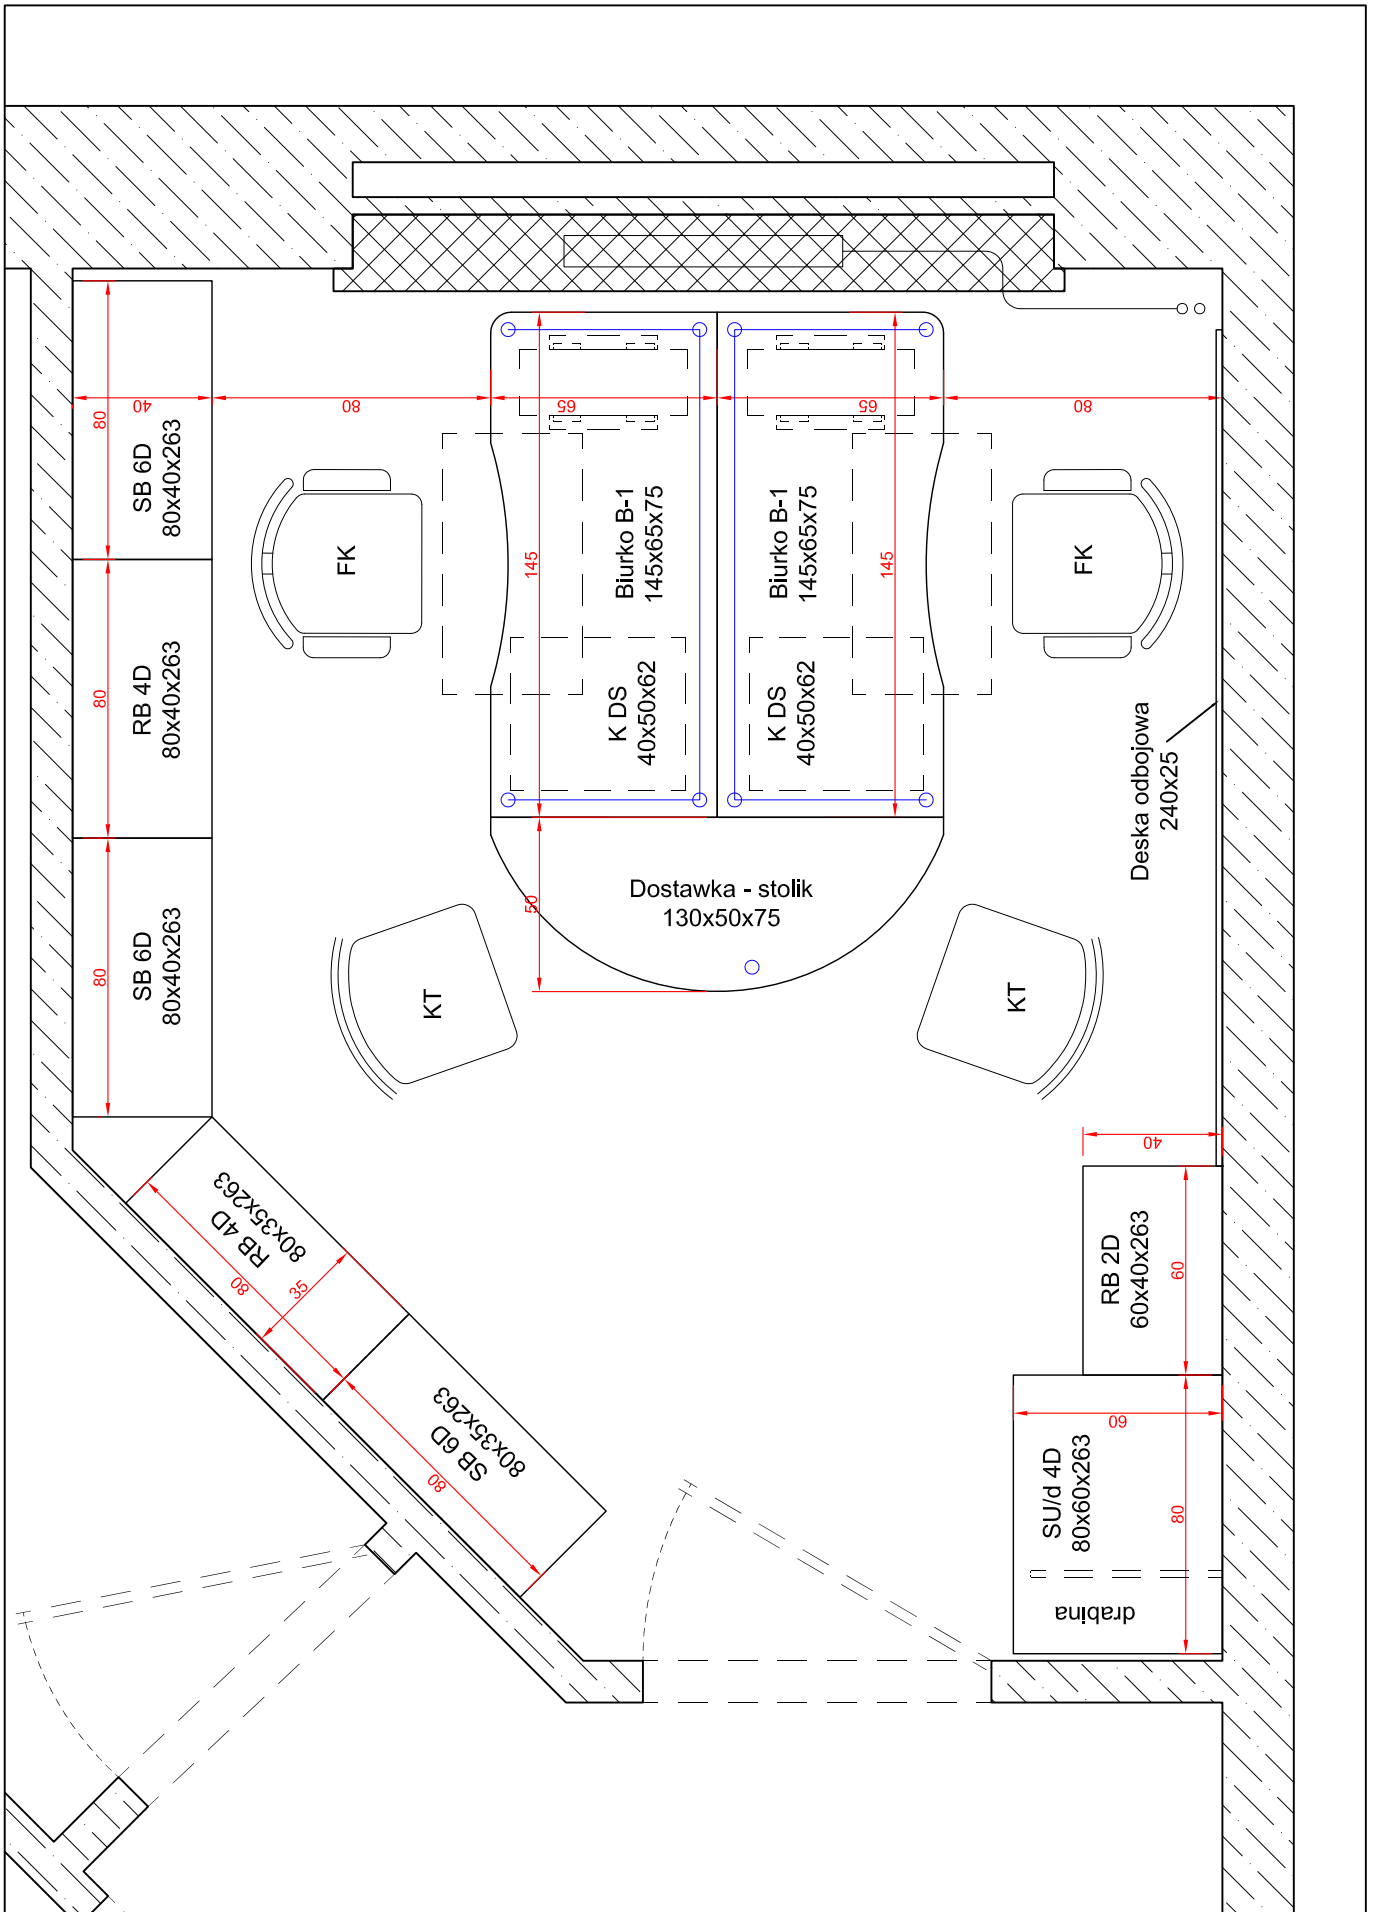 80
40
80
65
65
80
SB 6D
80x40x263
FK
145
Biurko B-1
145x65x75
Biurko B-1
145x65x75
145
FK
80
RB 4D
80x40x263
K DS
40x50x62
K DS
40x50x62
Deska odbojowa
240x25
80
SB 6D
80x40x263
50
Dostawka - stolik
130x50x75
KT
KT
40
RB 4D
80x35x263
80
35
RB 2D
60x40x263
60
SB 6D
80x35x263
80
60
SU/d 4D
80x60x263
80
drabina